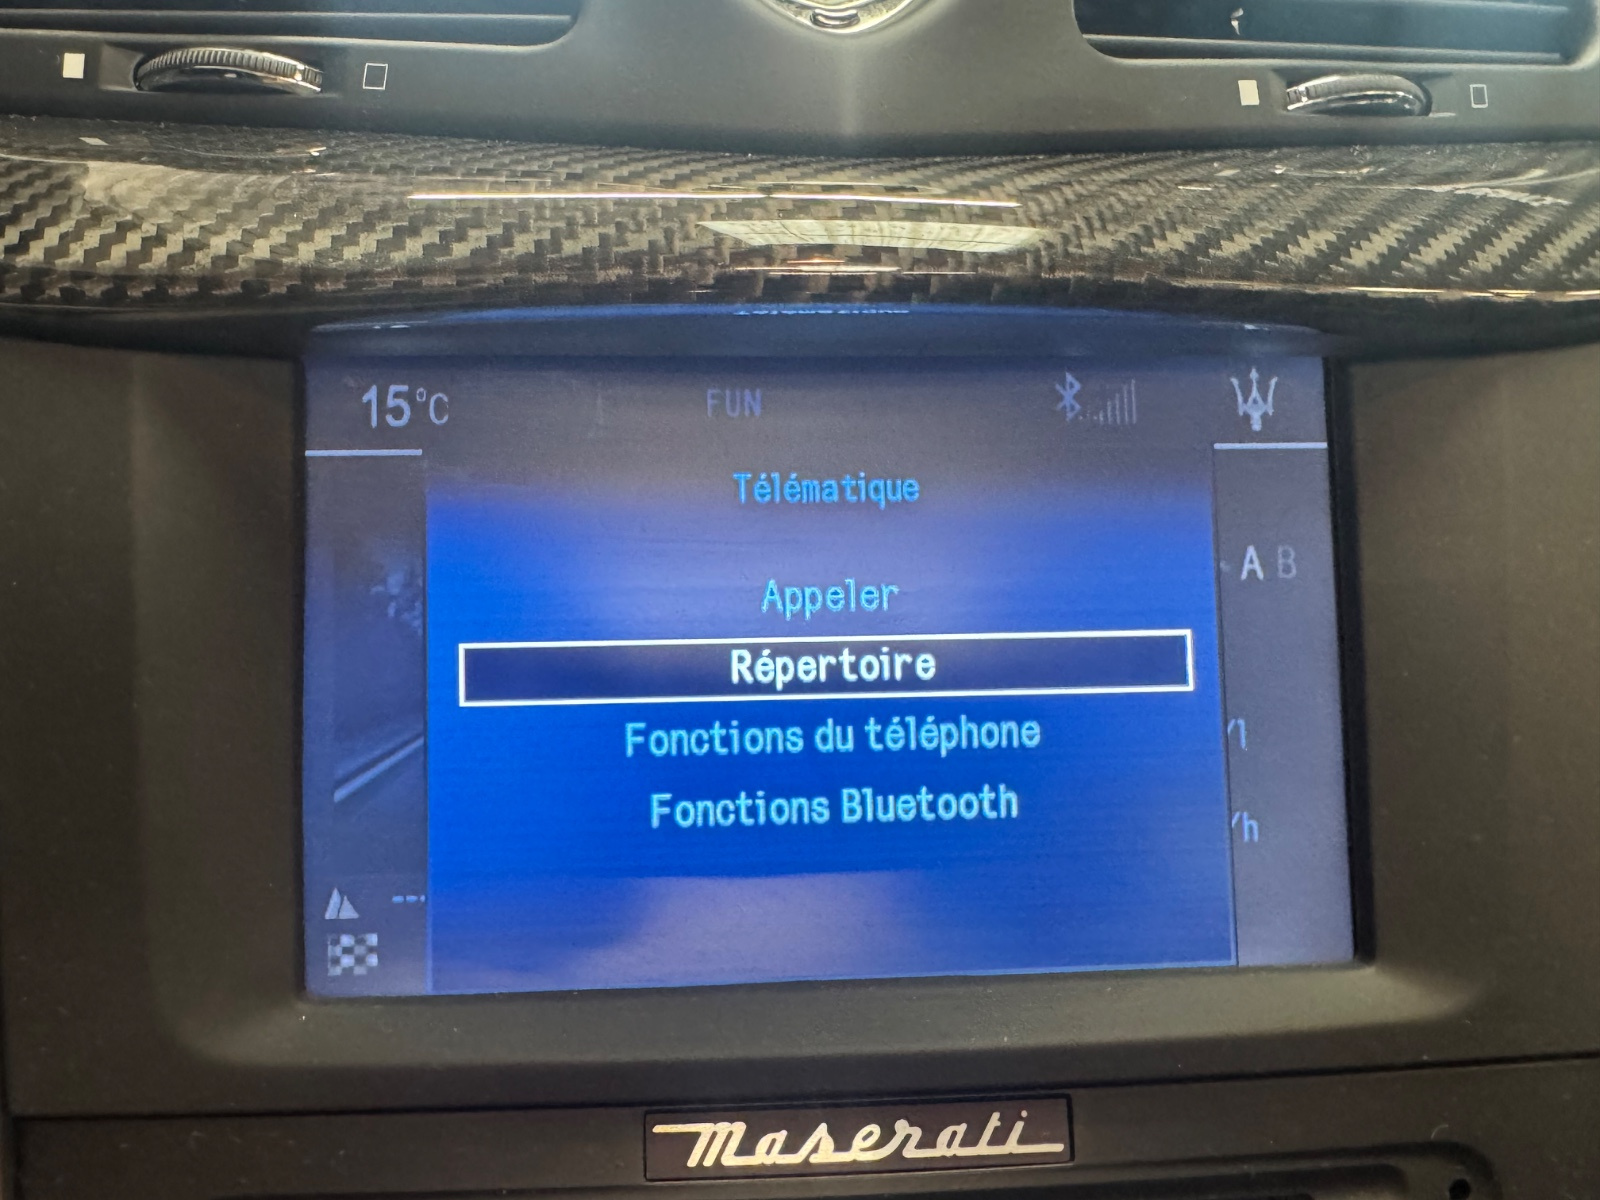 15°C FUN
Télématique
A B
Appeler
Répertoire
Fonctions du téléphone
/l
Fonctions Bluetooth
/h
---
Maserati